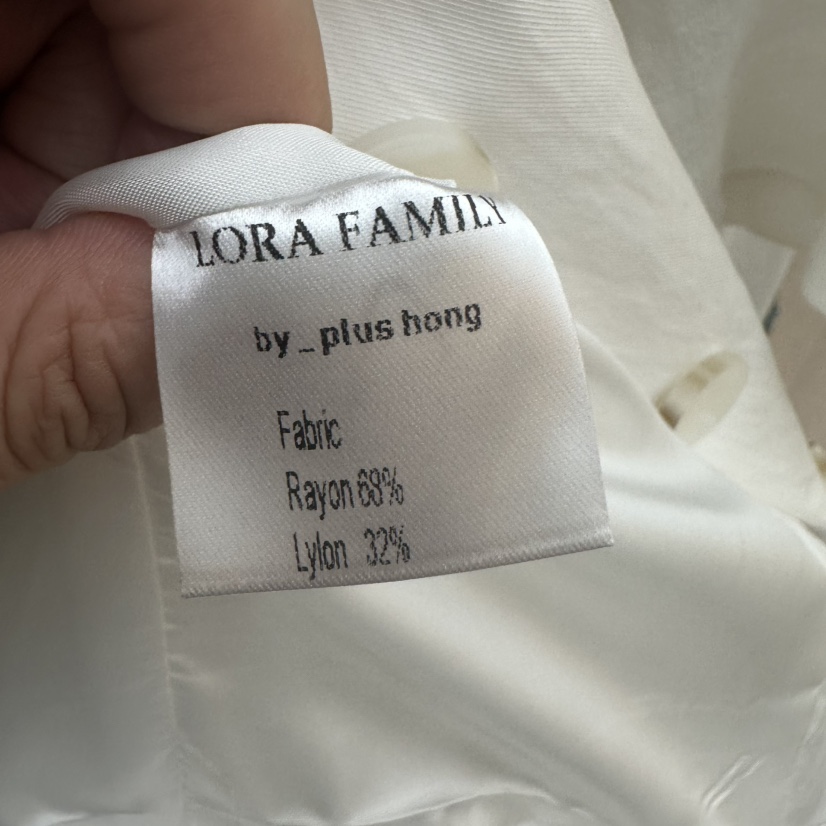 LORA FAMILY
by_plus hong
Fabric
Rayon 68%
Lylon 32%